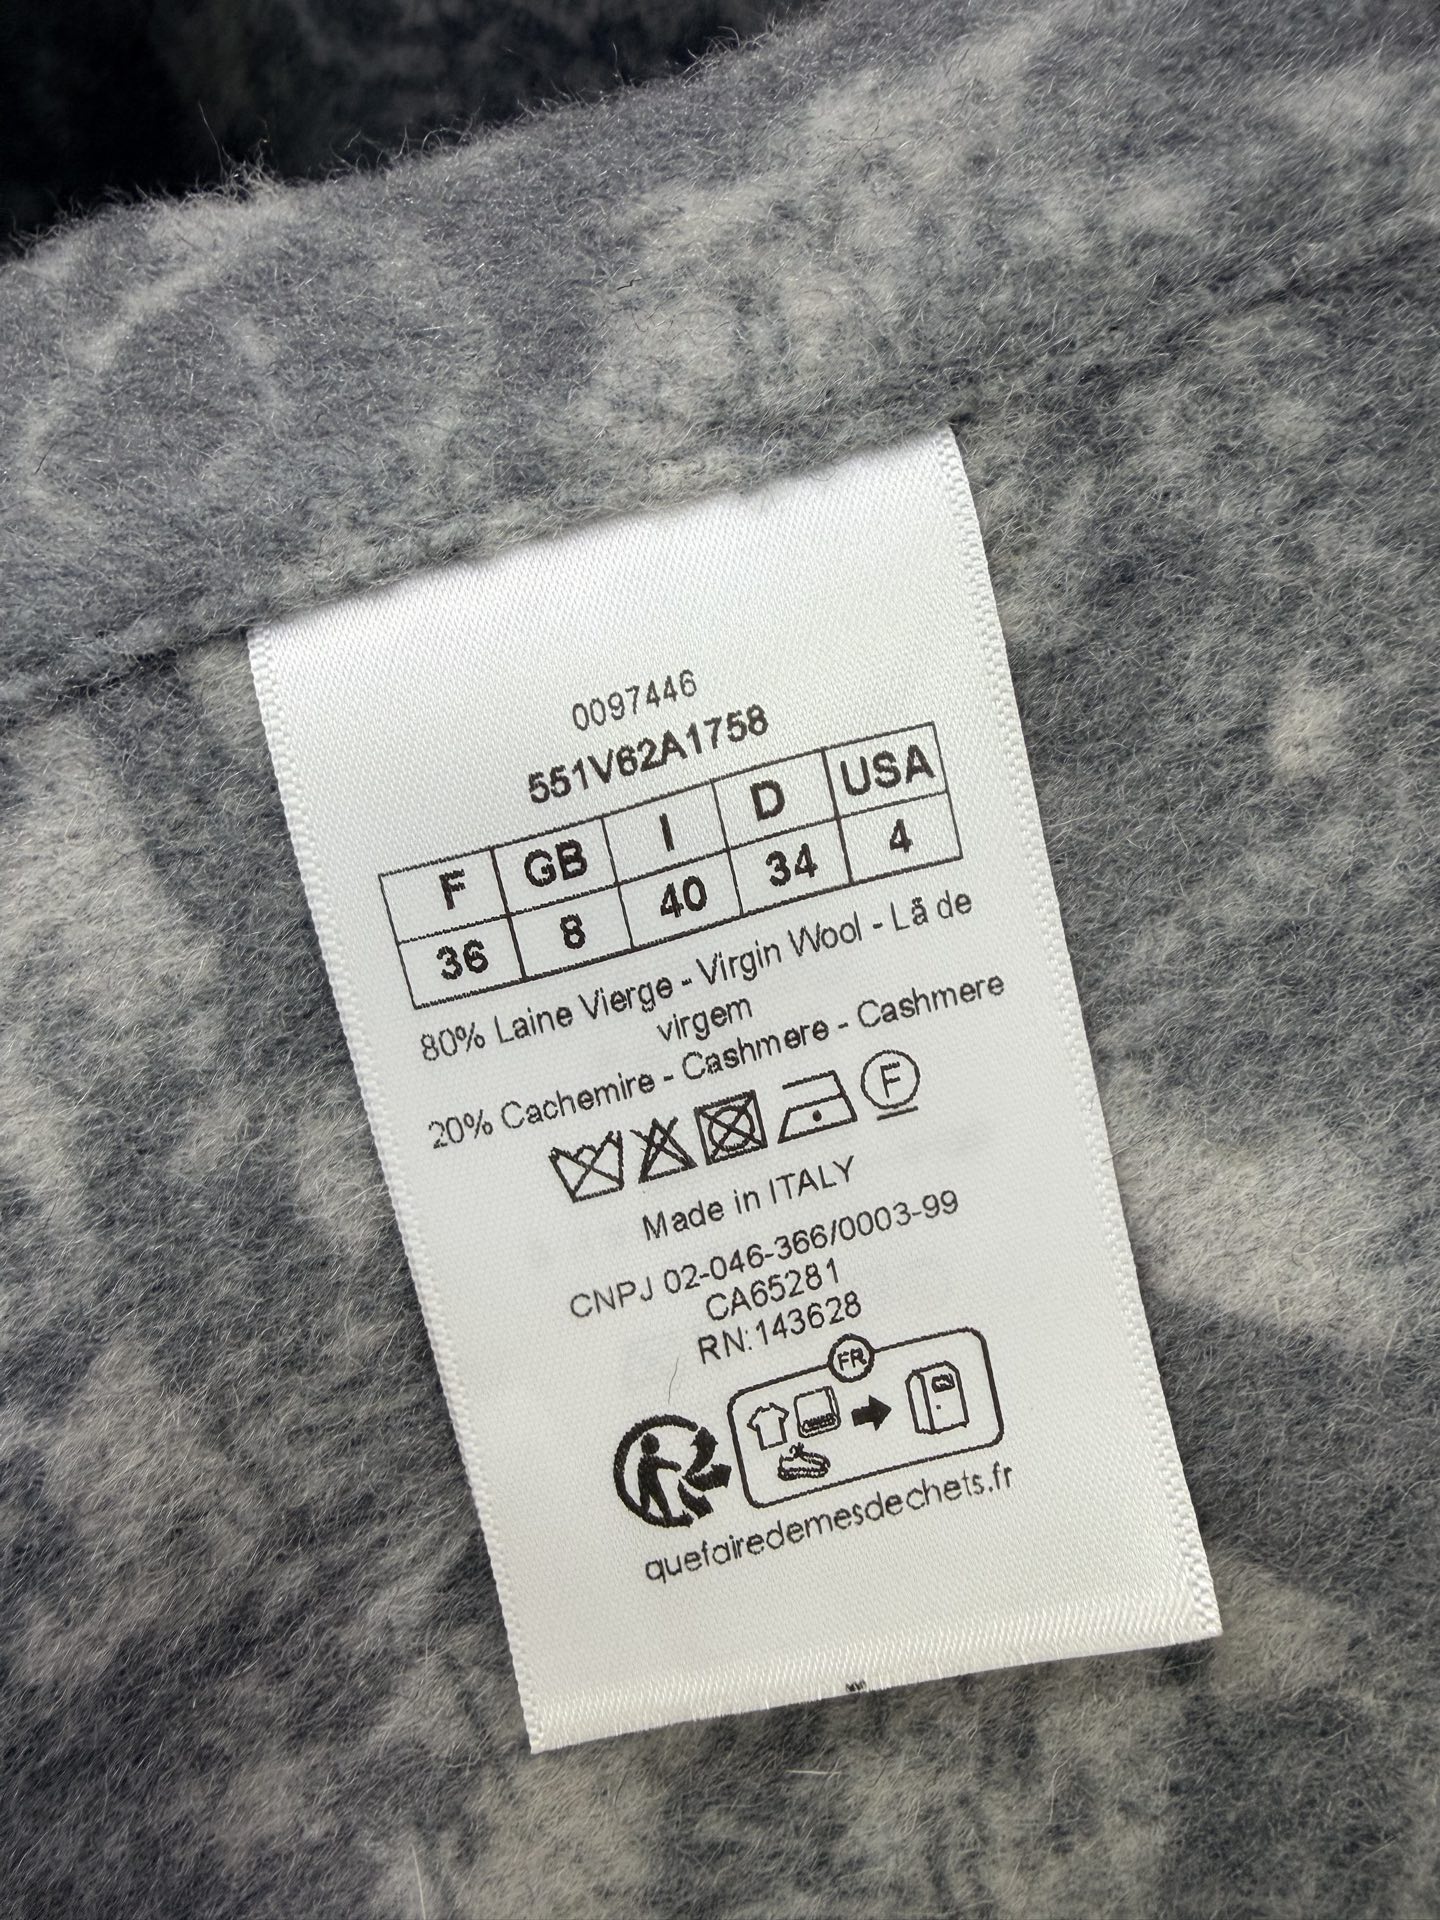 0097446
551V62A1758
F GB I D USA
36 8 40 34 4
80% Laine Vierge - Virgin Wool - Lã de
virgem
20% Cachemire - Cashmere - Cashmere
F
Made in ITALY
CNPJ 02-046-366/0003-99
CA65281
RN:143628
FR
quefairedemesdechets.fr